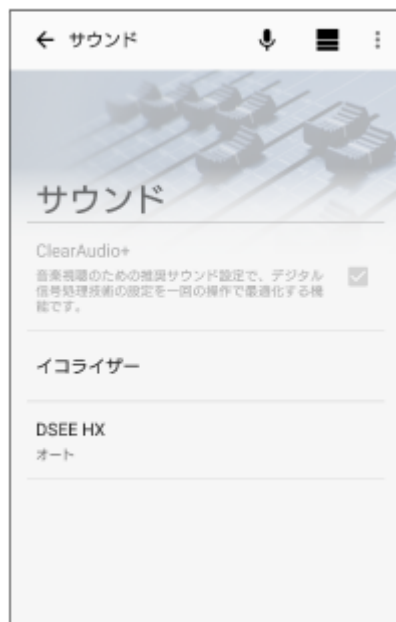 サウンド
サウンド
ClearAudio+
音楽視聴のための推奨サウンド設定で、デジタル
信号処理技術の設定を一回の操作で最適化する機
能です。
イコライザー
DSEE HX
オート